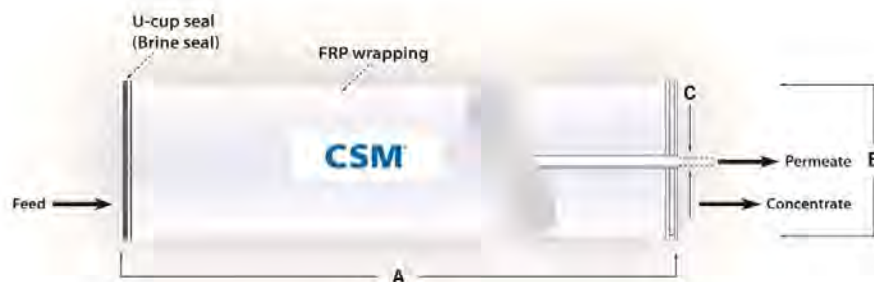 U-cup seal
(Brine seal)
FRP wrapping
C
CSM
Permeate
B
Feed
Concentrate
A